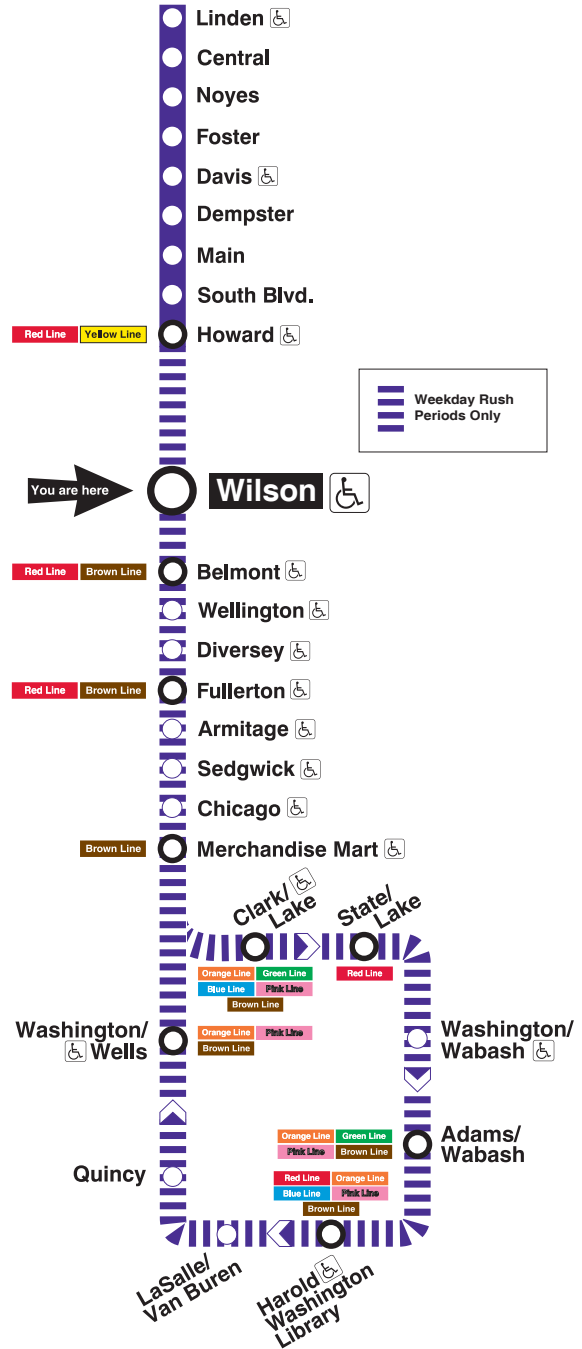 Linden
Central
Noyes
Foster
Davis
Dempster
Main
South Blvd.
Red Line Yellow Line Howard
Weekday Rush
Periods Only
You are here Wilson
Red Line Brown Line Belmont
Wellington
Diversey
Red Line Brown Line Fullerton
Armitage
Sedgwick
Chicago
Brown Line Merchandise Mart
Clark/
Lake
State/
Lake
Orange Line Green Line
Blue Line Pink Line
Brown Line
Red Line
Washington/
Wells
Orange Line Pink Line
Brown Line
Washington/
Wabash
Orange Line Green Line
Pink Line Brown Line
Adams/
Wabash
Quincy
Red Line Orange Line
Blue Line Pink Line
Brown Line
LaSalle/
Van Buren
Harold
Washington
Library